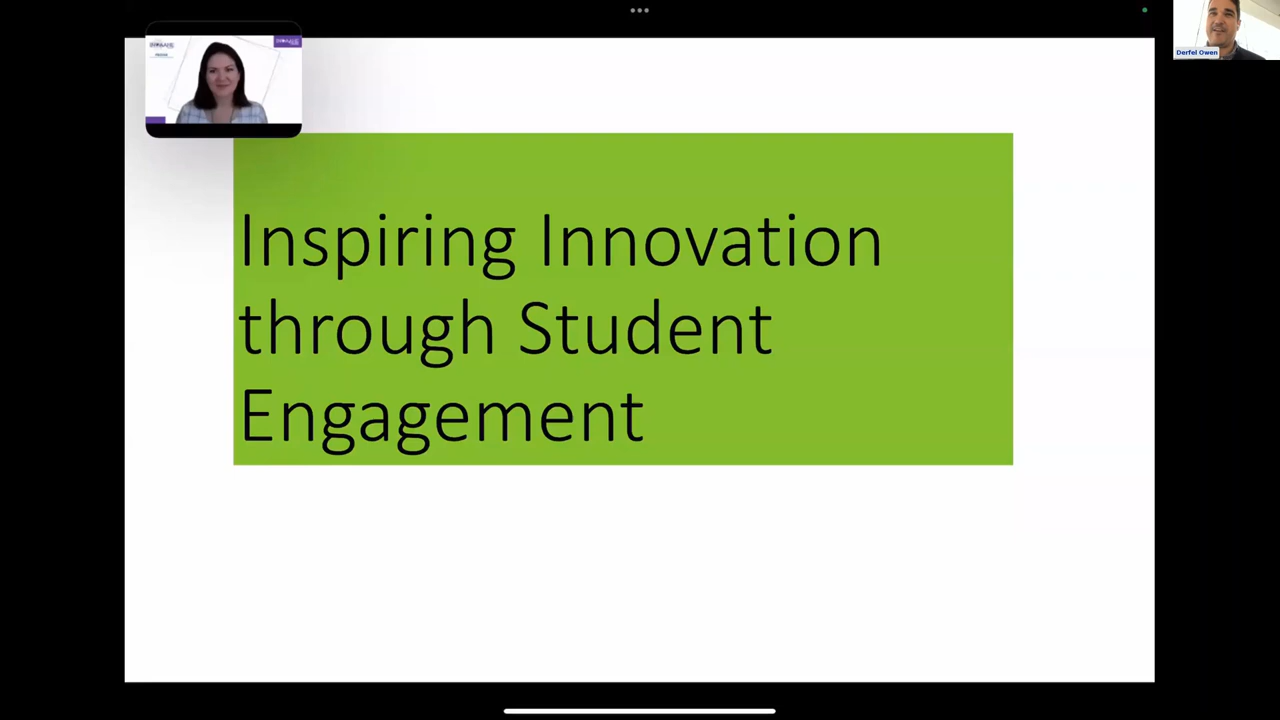 Derfel Owen
Inspiring Innovation
through Student
Engagement